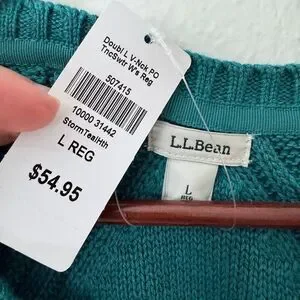 Doubl L V-Nck PO
TncSwtr W's Reg
507415
10000 31442
StormTealHth
L REG
$54.95
L.L.Bean
L
REG